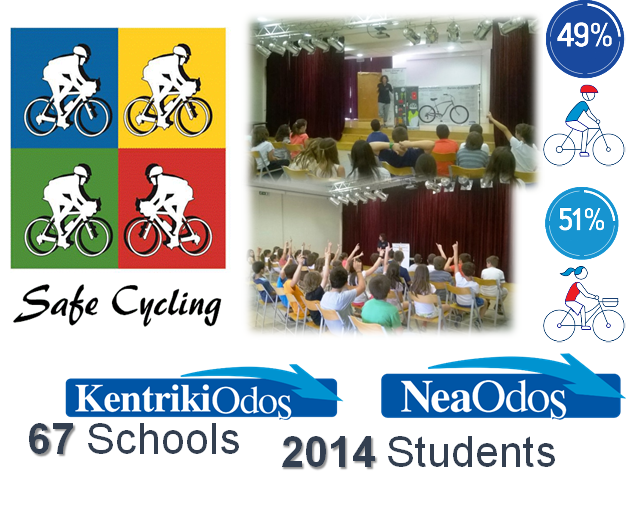 49%
51%
Safe Cycling
KentrikiOdos
NeaOdos
67 Schools
2014 Students